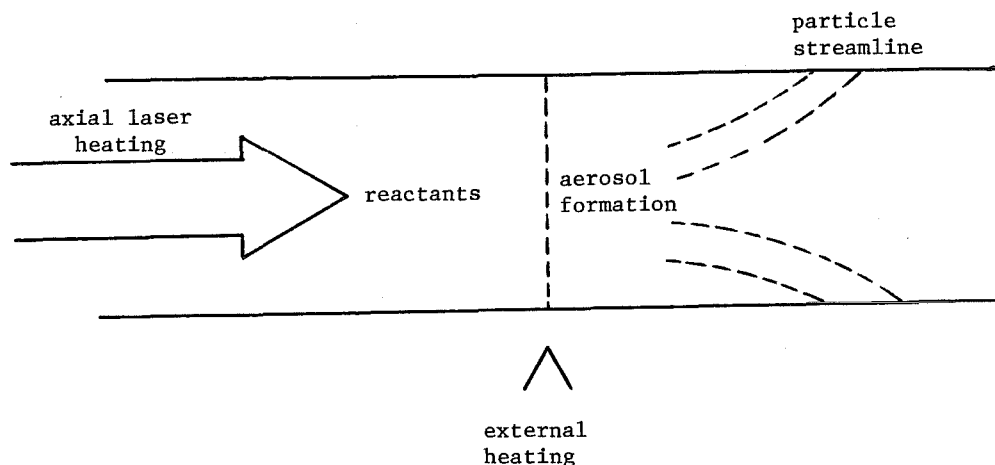 particle
streamline
axial laser
heating
reactants
aerosol
formation
external
heating